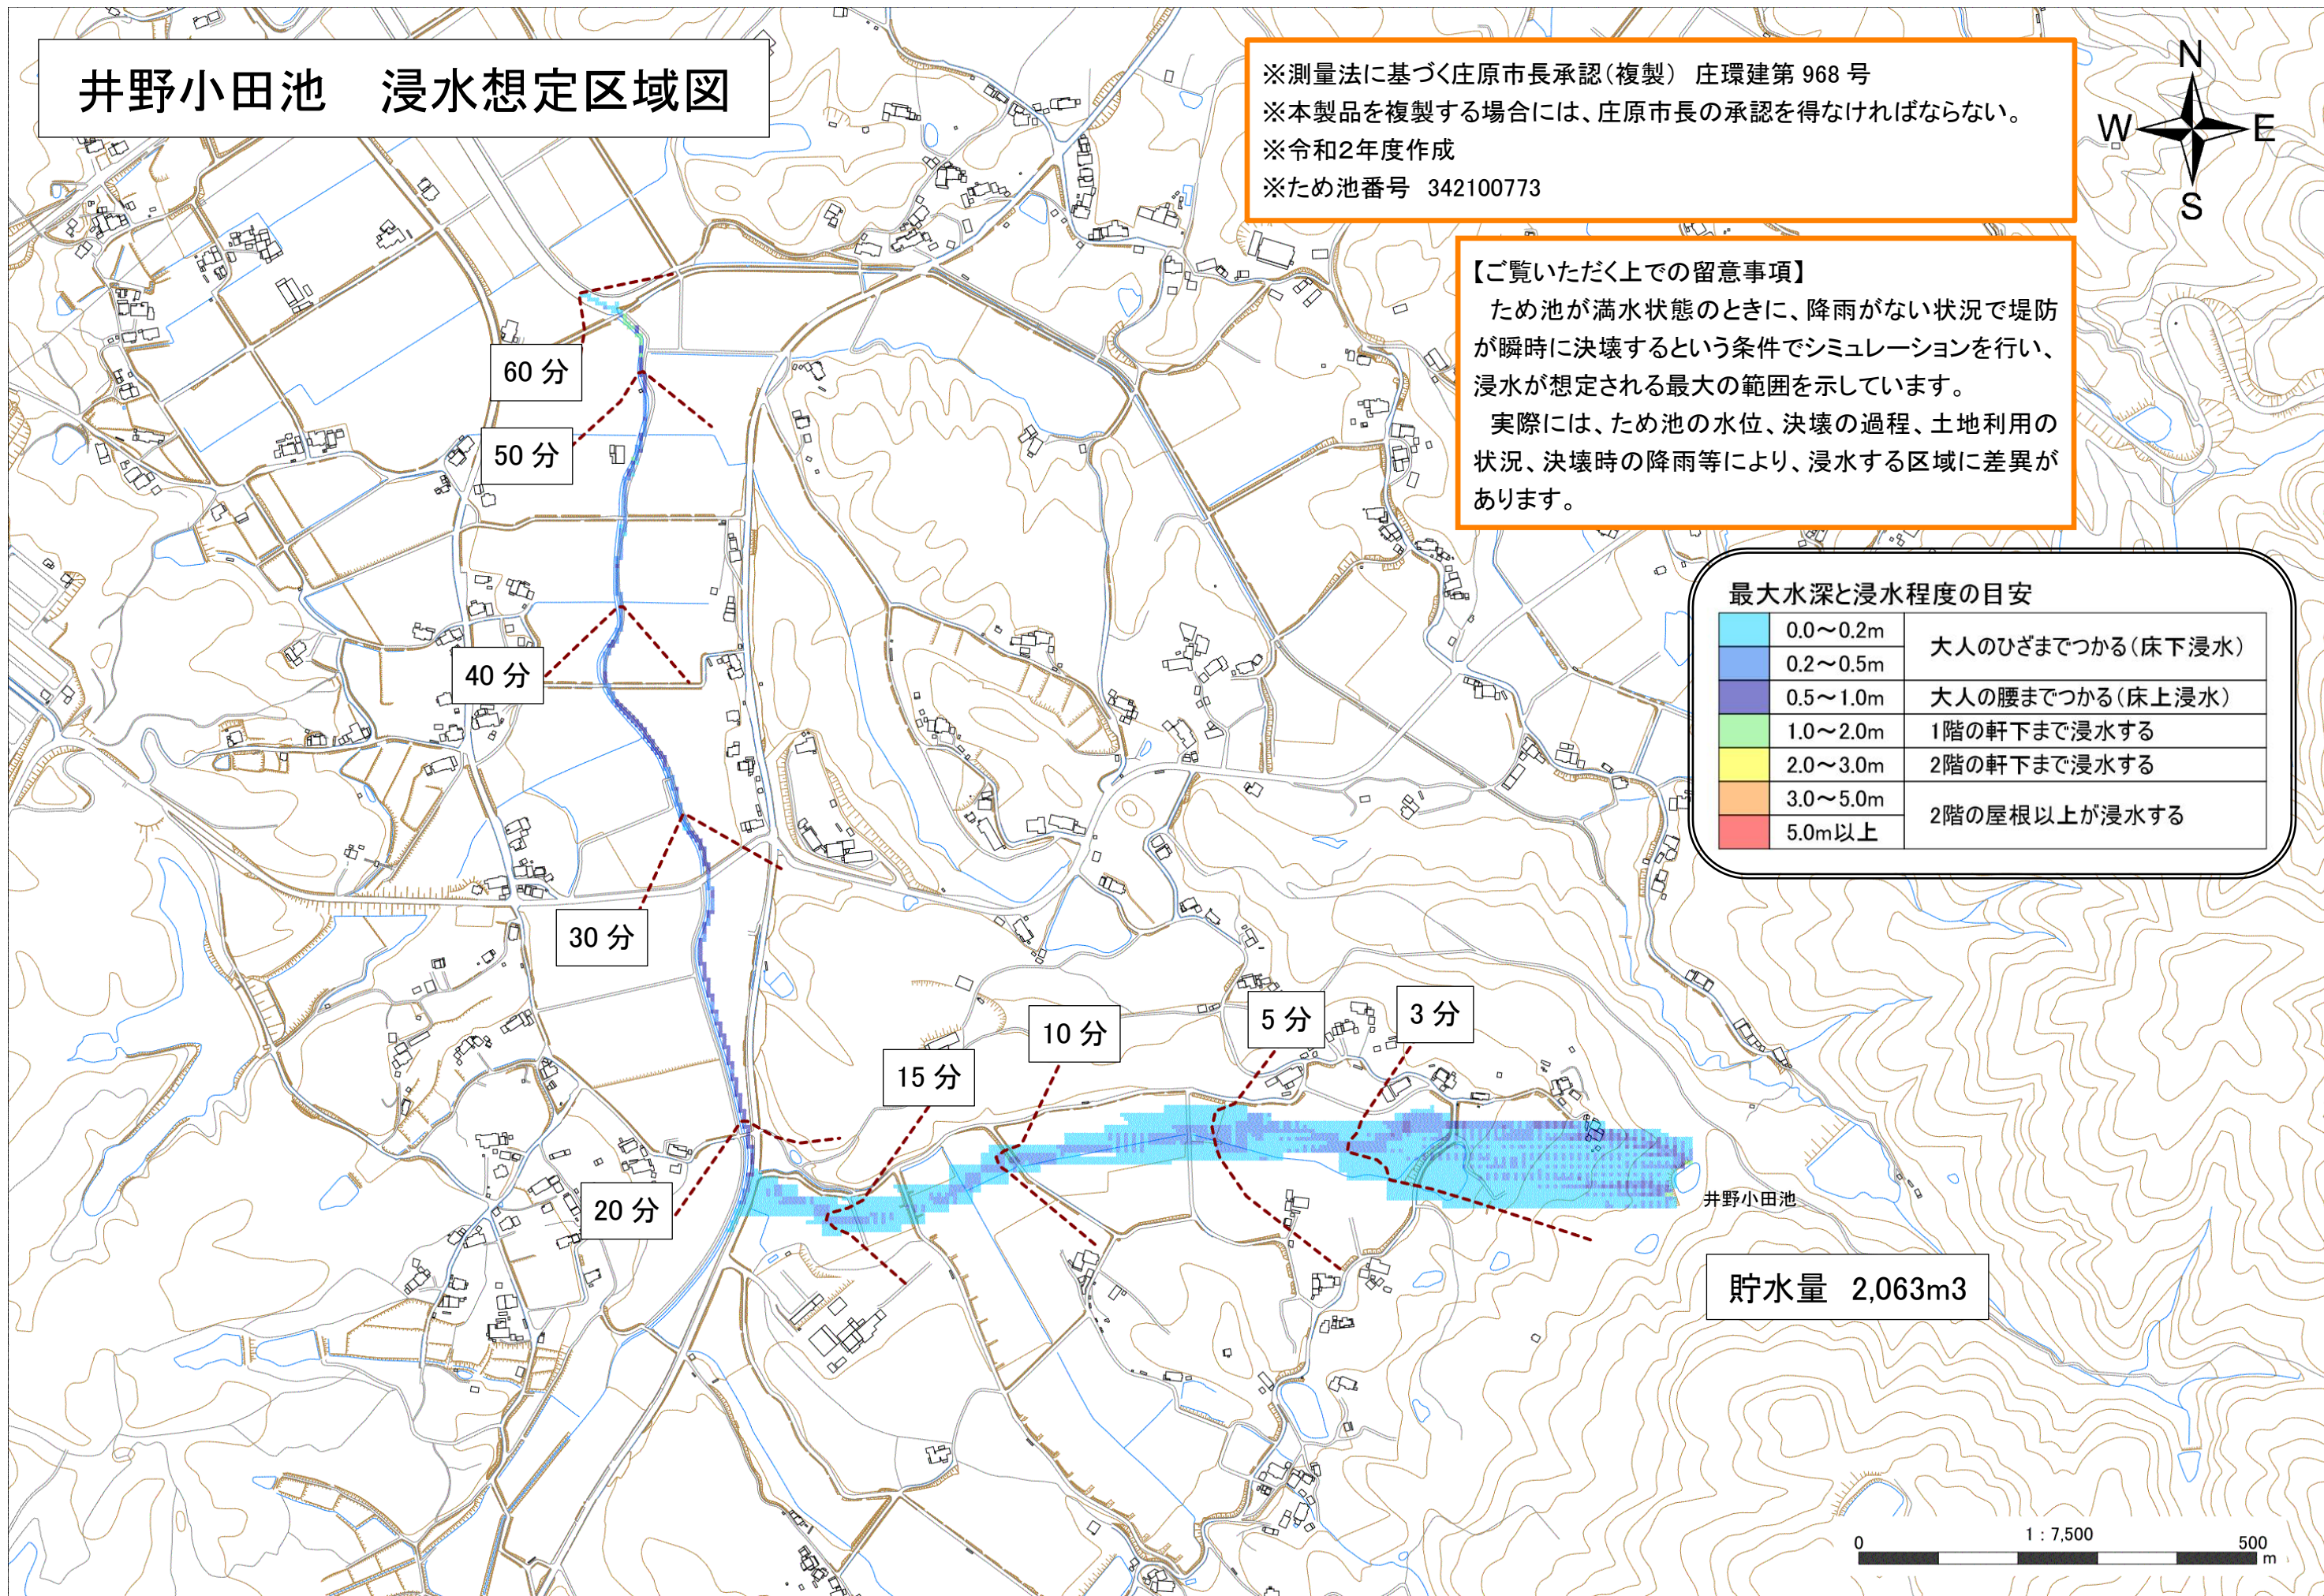 井野小田池　浸水想定区域図
※測量法に基づく庄原市長承認（複製）　庄環建第 968 号
※本製品を複製する場合には、庄原市長の承認を得なければならない。
※令和2年度作成
※ため池番号　342100773
N
W
E
S
【ご覧いただく上での留意事項】
　ため池が満水状態のときに、降雨がない状況で堤防
が瞬時に決壊するという条件でシミュレーションを行い、
浸水が想定される最大の範囲を示しています。
　実際には、ため池の水位、決壊の過程、土地利用の
状況、決壊時の降雨等により、浸水する区域に差異が
あります。
最大水深と浸水程度の目安
0.0～0.2m
大人のひざまでつかる（床下浸水）
0.2～0.5m
0.5～1.0m　大人の腰までつかる（床上浸水）
1.0～2.0m　1階の軒下まで浸水する
2.0～3.0m　2階の軒下まで浸水する
3.0～5.0m
2階の屋根以上が浸水する
5.0m以上
60 分
50 分
40 分
30 分
20 分
15 分
10 分
5 分
3 分
井野小田池
貯水量　2,063m3
1 : 7,500
0
500
m